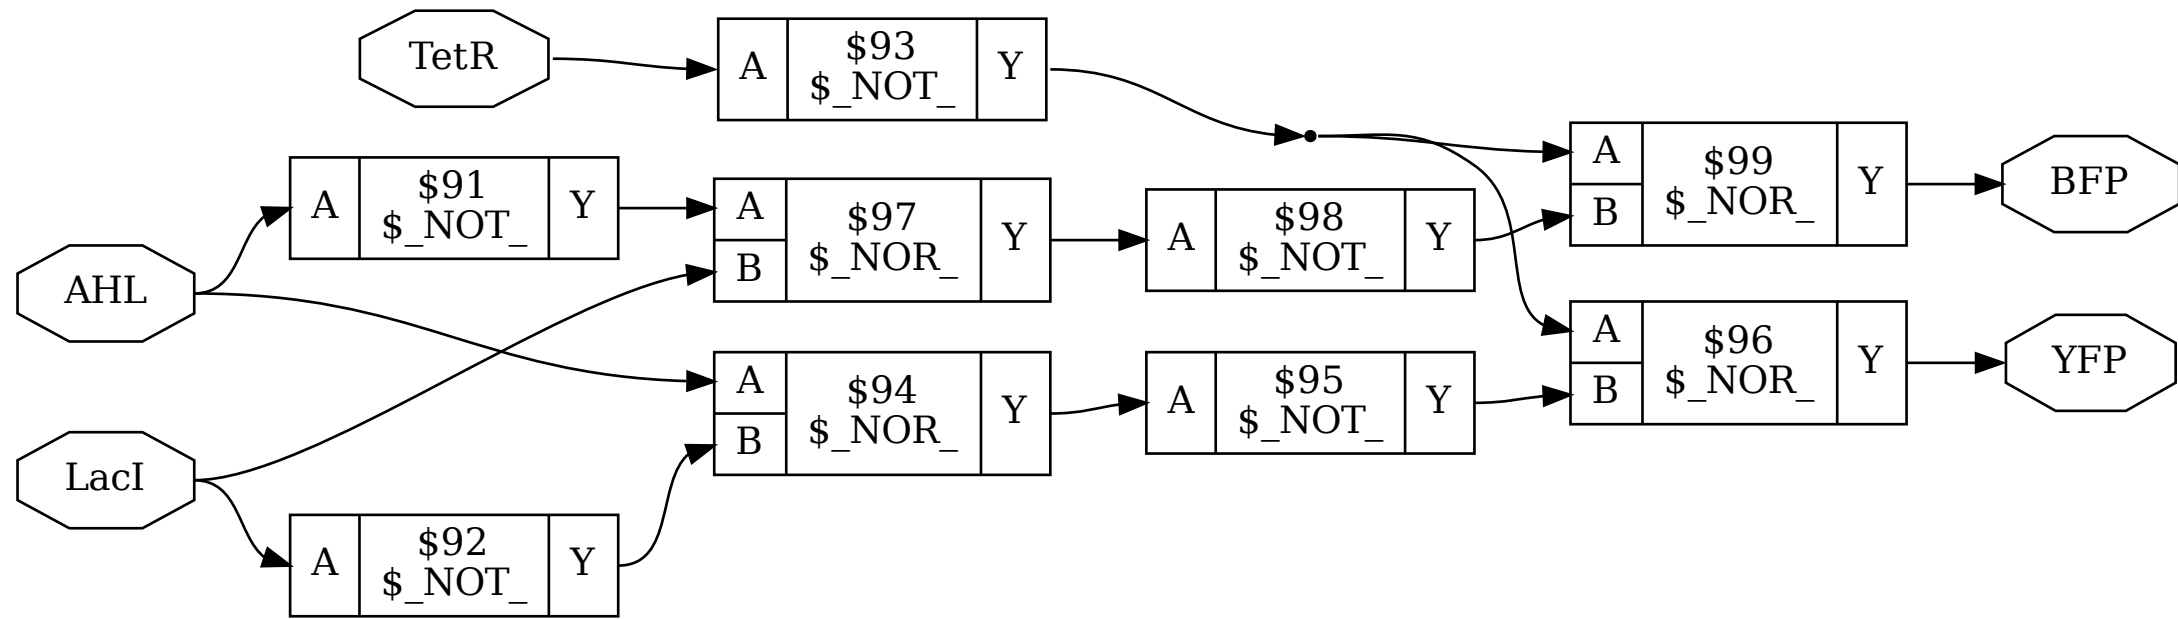 TetR
A
$93
$_NOT_
Y
A
$91
$_NOT_
Y
A
B
$97
$_NOR_
Y
A
$98
$_NOT_
Y
A
B
$99
$_NOR_
Y
BFP
AHL
A
B
$94
$_NOR_
Y
A
$95
$_NOT_
Y
A
B
$96
$_NOR_
Y
YFP
LacI
A
$92
$_NOT_
Y